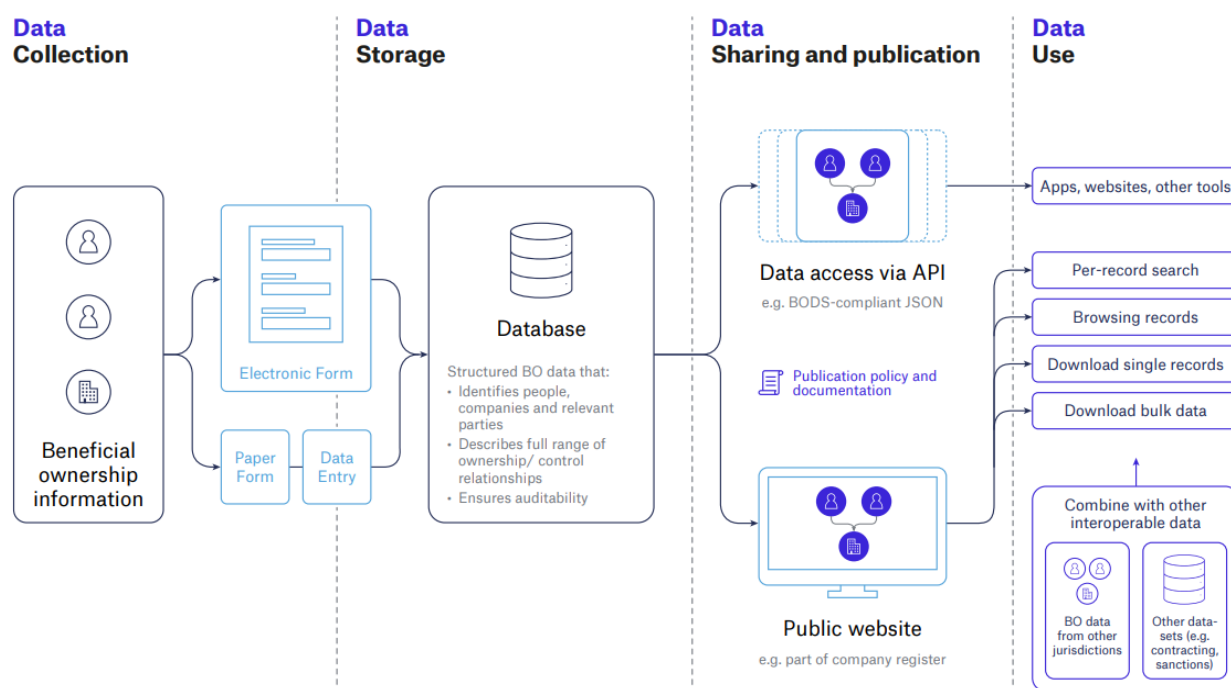 Data
Collection
Data
Storage
Data
Sharing and publication
Data
Use
Beneficial
ownership
information
Electronic Form
Paper
Form
Data
Entry
Database
Structured BO data that:
• Identifies people,
companies and relevant
parties
• Describes full range of
ownership/ control
relationships
• Ensures auditability
Data access via API
e.g. BODS-compliant JSON
Publication policy and
documentation
Public website
e.g. part of company register
Apps, websites, other tools
Per-record search
Browsing records
Download single records
Download bulk data
Combine with other
interoperable data
BO data
from other
jurisdictions
Other data-
sets (e.g.
contracting,
sanctions)